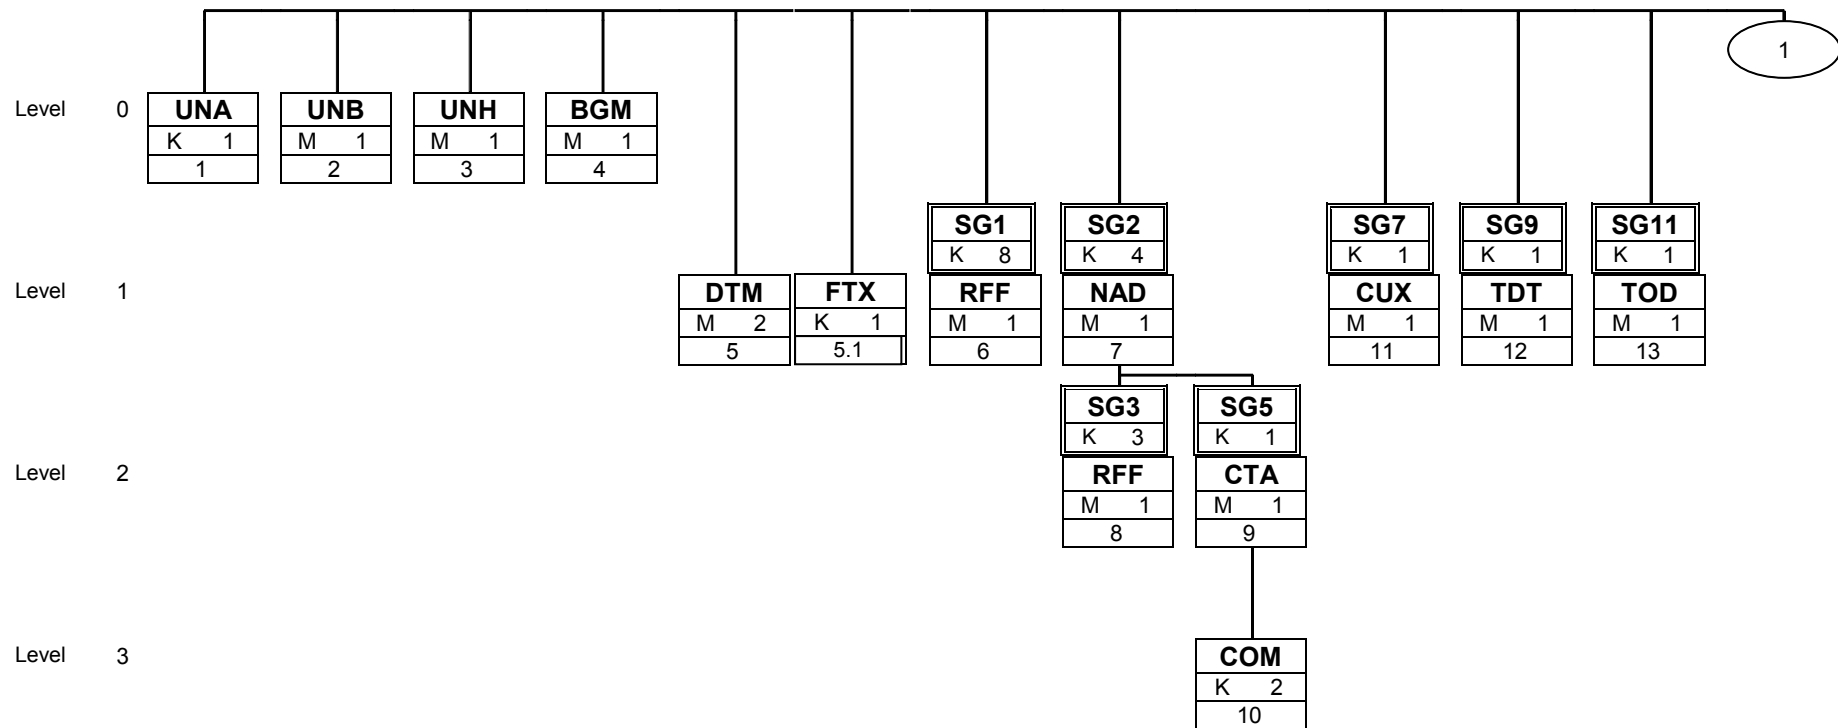 1
Level 0
UNA UNB UNH BGM
K 1 M 1 M 1 M 1
1 2 3 4
SG1 SG2 SG7 SG9 SG11
K 8 K 4 K 1 K 1 K 1
Level 1
DTM FTX RFF NAD CUX TDT TOD
M 2 K 1 M 1 M 1 M 1 M 1 M 1
5 5.1 6 7 11 12 13
SG3 SG5
K 3 K 1
Level 2
RFF CTA
M 1 M 1
8 9
Level 3
COM
K 2
10